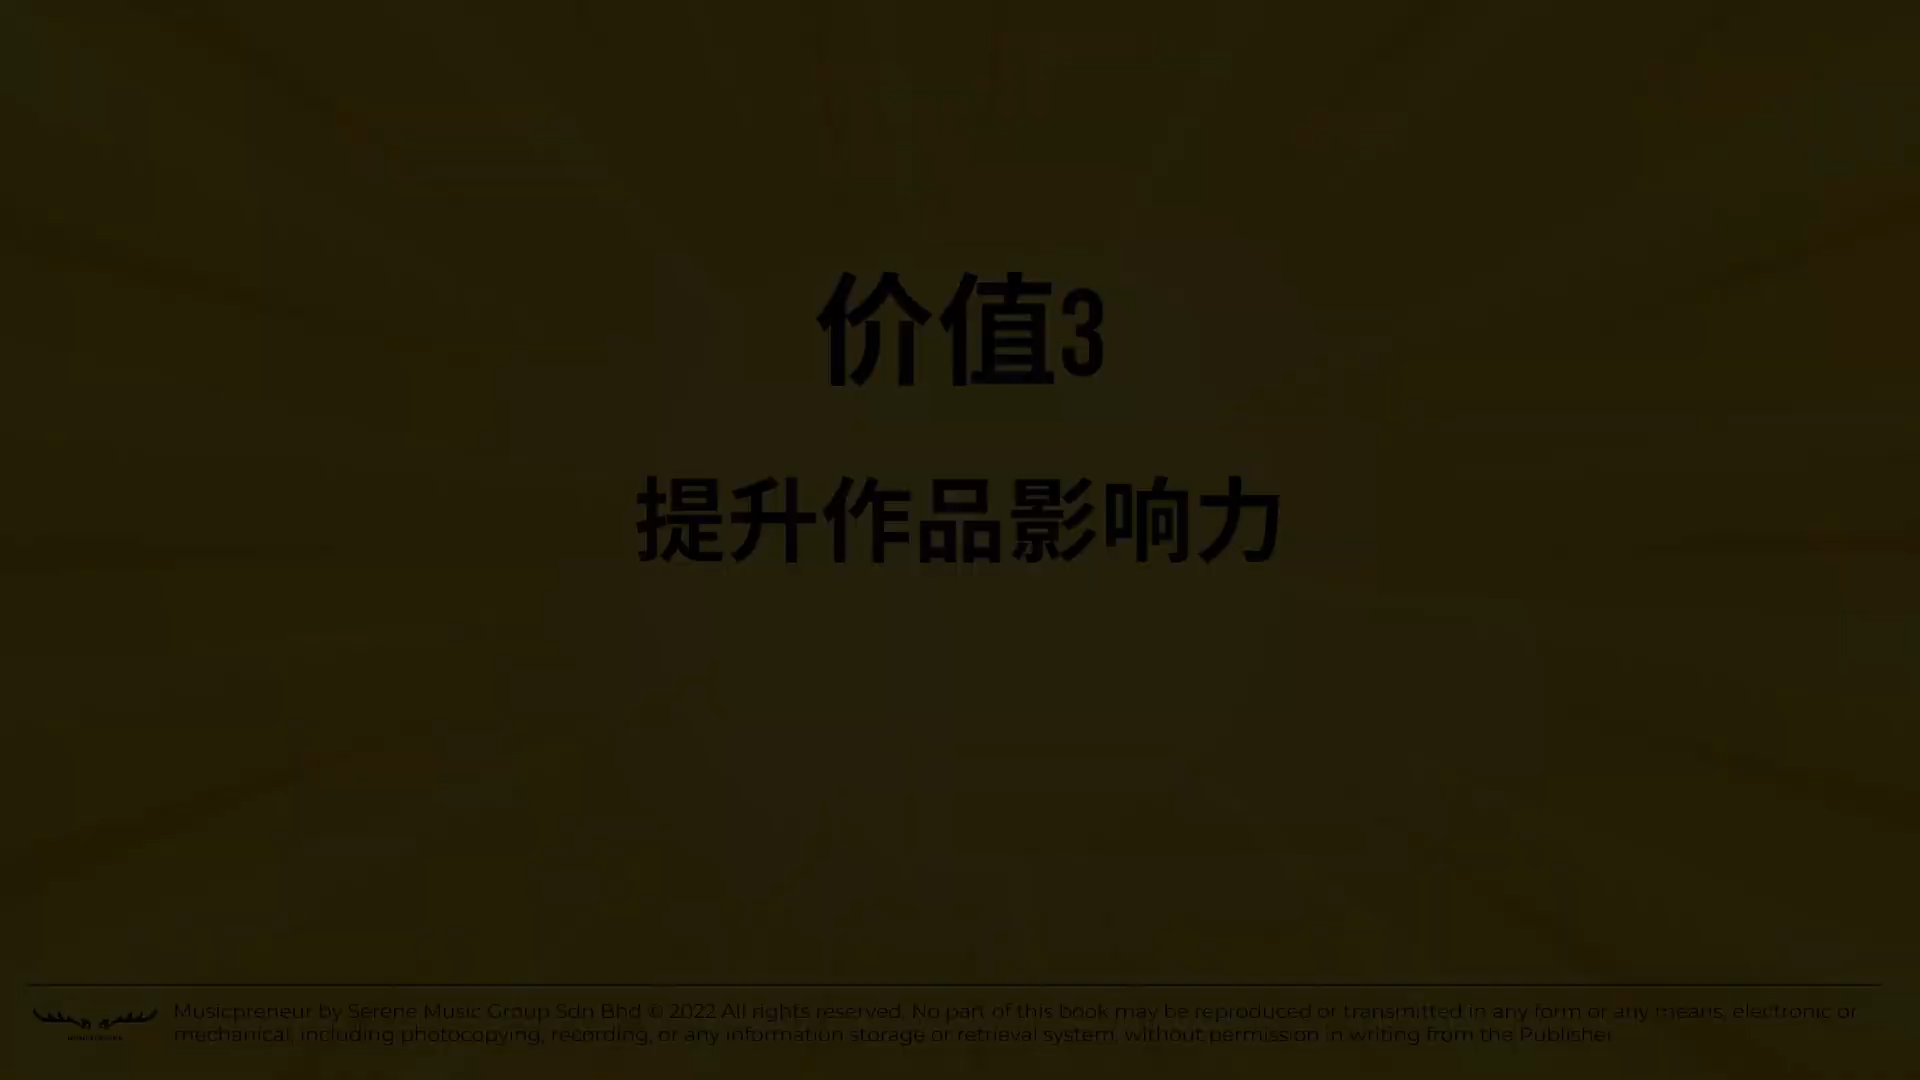 价值3
提升作品影响力
Musicpreneur by Serene Music Group Sdn Bhd © 2022 All rights reserved. No part of this book may be reproduced or transmitted in any form or any means, electronic or
mechanical, including photocopying, recording, or any information storage or retrieval system, without permission in writing from the Publisher